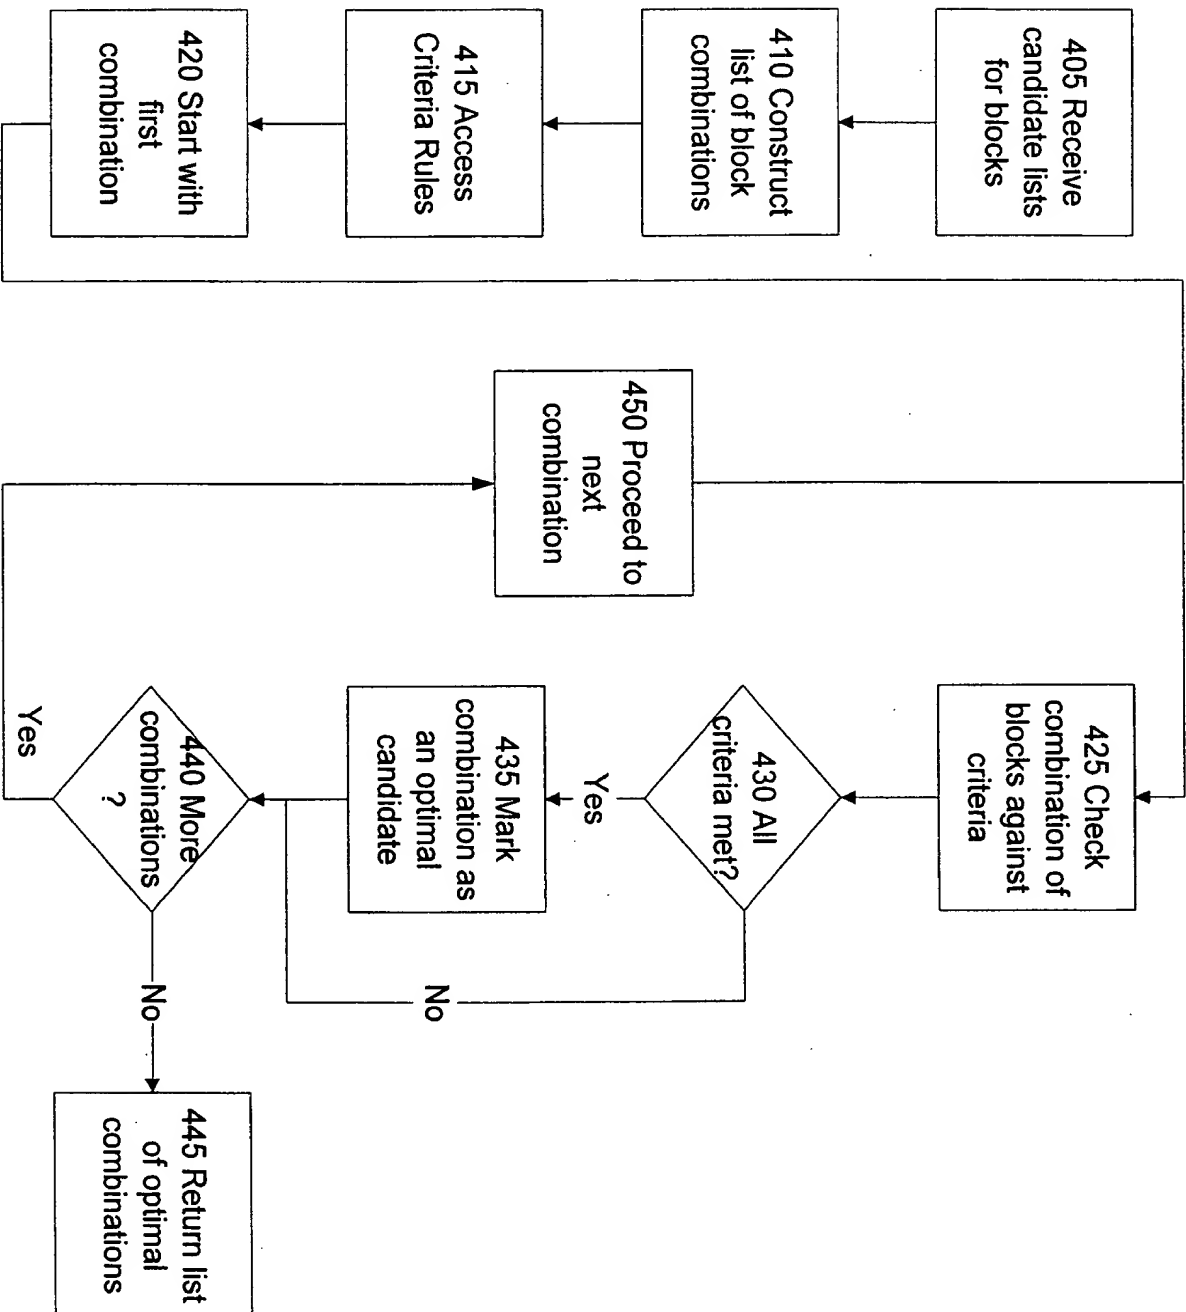 405 Receive
candidate lists
for blocks
410 Construct
list of block
combinations
415 Access
Criteria Rules
420 Start with
first
combination
450 Proceed to
next
combination
425 Check
combination of
blocks against
criteria
430 All
criteria met?
Yes
No
435 Mark
combination as
an optimal
candidate
440 More
combinations
?
Yes
No
445 Return list
of optimal
combinations